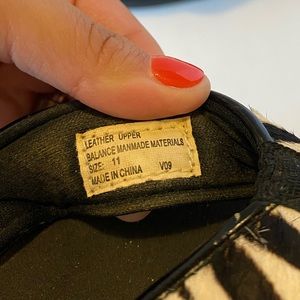 LEATHER UPPER
BALANCE MANMADE MATERIALS
SIZE: 11
MADE IN CHINA V09